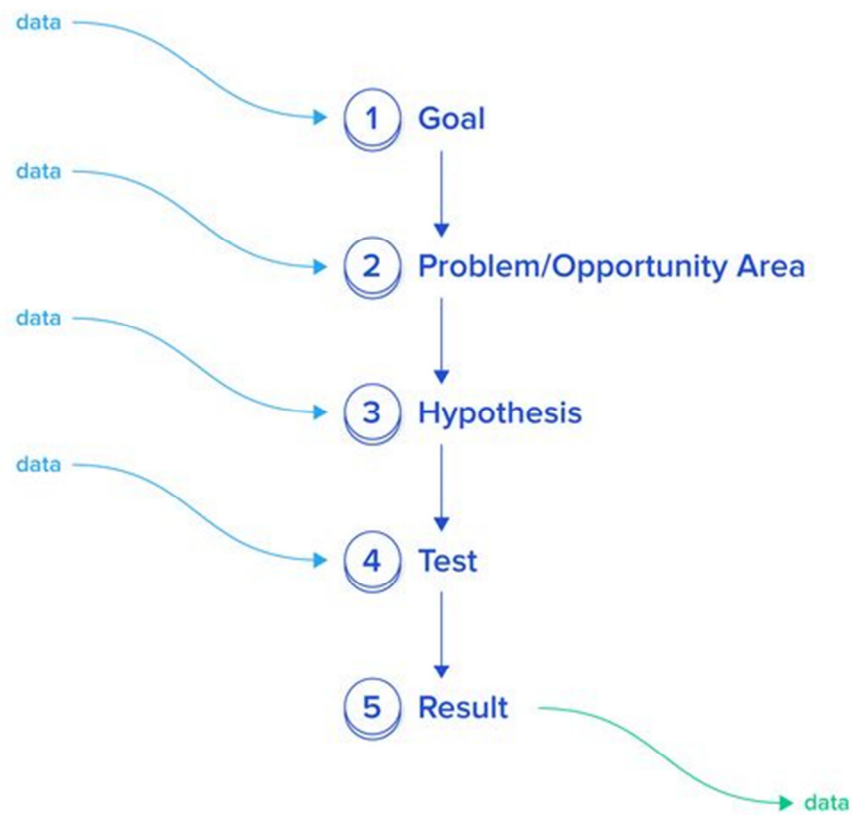 data
1 Goal
data
2 Problem/Opportunity Area
data
3 Hypothesis
data
4 Test
5 Result
data